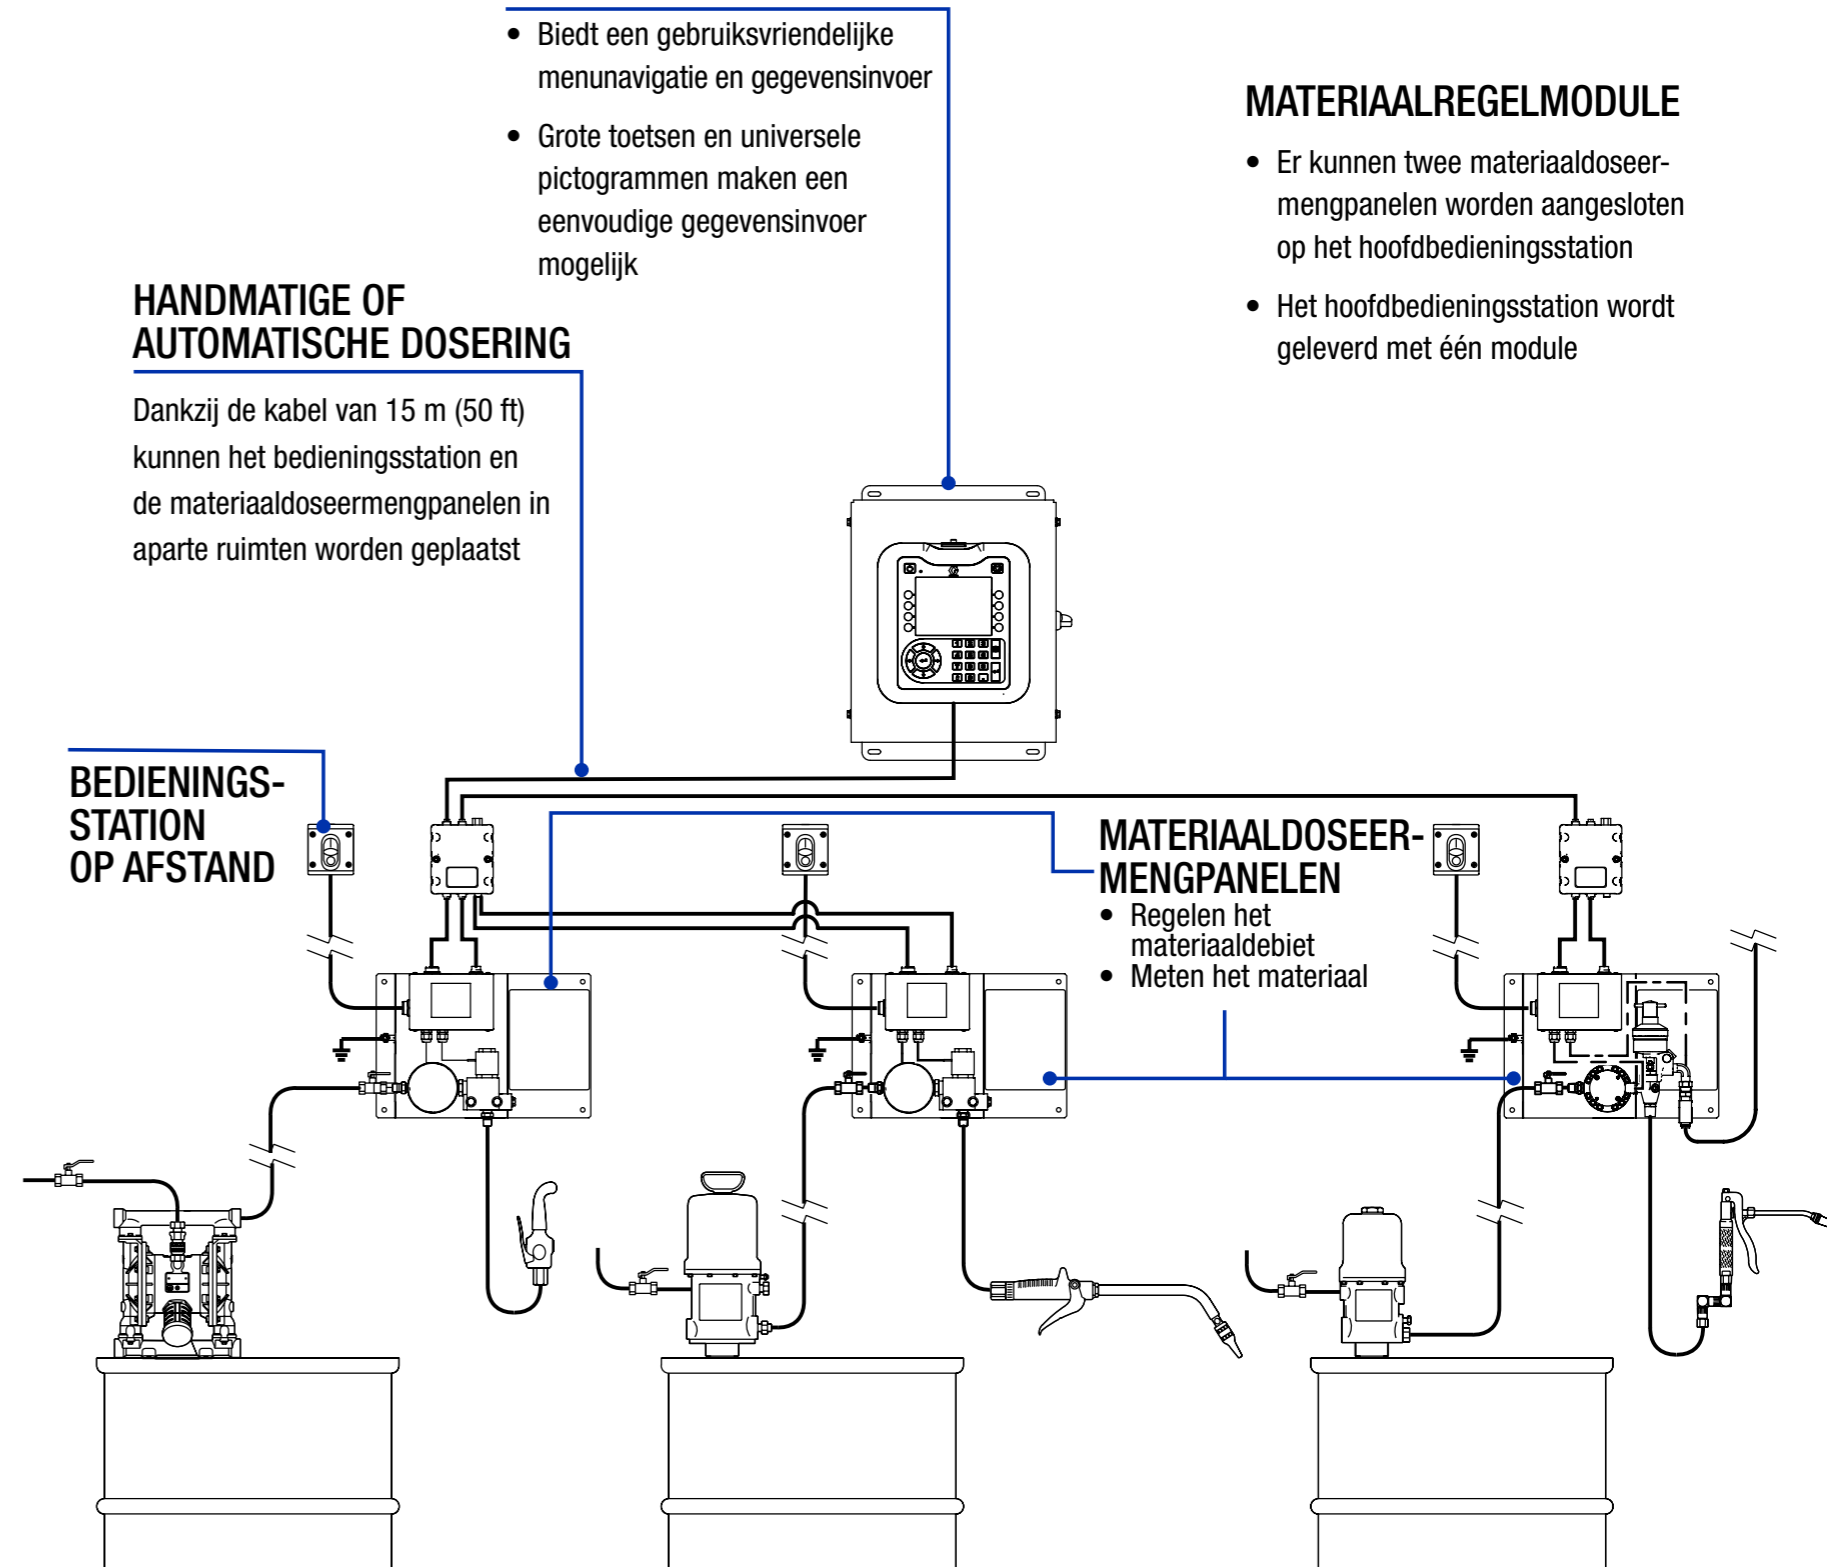 • Biedt een gebruiksvriendelijke
menunavigatie en gegevensinvoer
• Grote toetsen en universele
pictogrammen maken een
eenvoudige gegevensinvoer
mogelijk
MATERIAALREGELMODULE
• Er kunnen twee materiaaldoseer-
mengpanelen worden aangesloten
op het hoofdbedieningsstation
• Het hoofdbedieningsstation wordt
geleverd met één module
HANDMATIGE OF
AUTOMATISCHE DOSERING
Dankzij de kabel van 15 m (50 ft)
kunnen het bedieningsstation en
de materiaaldoseermengpanelen in
aparte ruimten worden geplaatst
BEDIENINGS-
STATION
OP AFSTAND
MATERIAALDOSEER-
MENGPANELEN
• Regelen het
materiaaldebiet
• Meten het materiaal